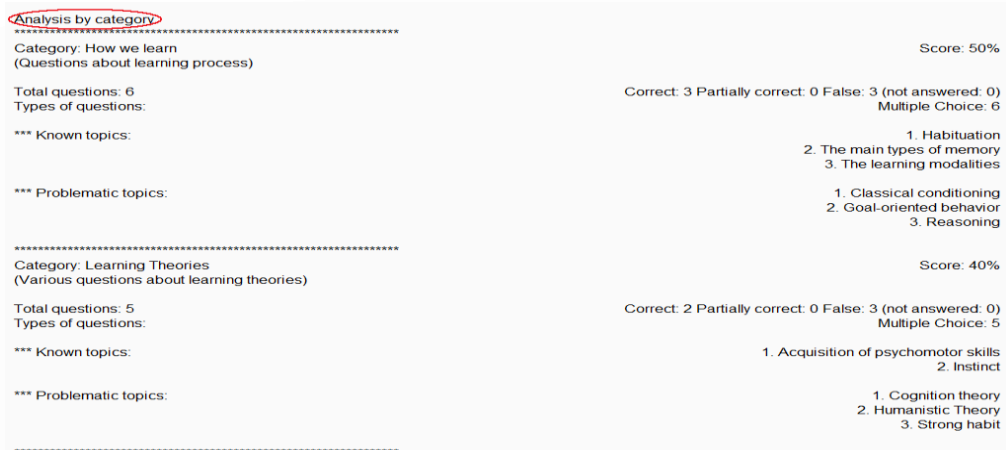 Analysis by category
****************************************************************
Category: How we learn Score: 50%
(Questions about learning process)
Total questions: 6 Correct: 3 Partially correct: 0 False: 3 (not answered: 0)
Types of questions: Multiple Choice: 6
*** Known topics: 1. Habituation
2. The main types of memory
3. The learning modalities
*** Problematic topics: 1. Classical conditioning
2. Goal-oriented behavior
3. Reasoning
****************************************************************
Category: Learning Theories Score: 40%
(Various questions about learning theories)
Total questions: 5 Correct: 2 Partially correct: 0 False: 3 (not answered: 0)
Types of questions: Multiple Choice: 5
*** Known topics: 1. Acquisition of psychomotor skills
2. Instinct
*** Problematic topics: 1. Cognition theory
2. Humanistic Theory
3. Strong habit
****************************************************************